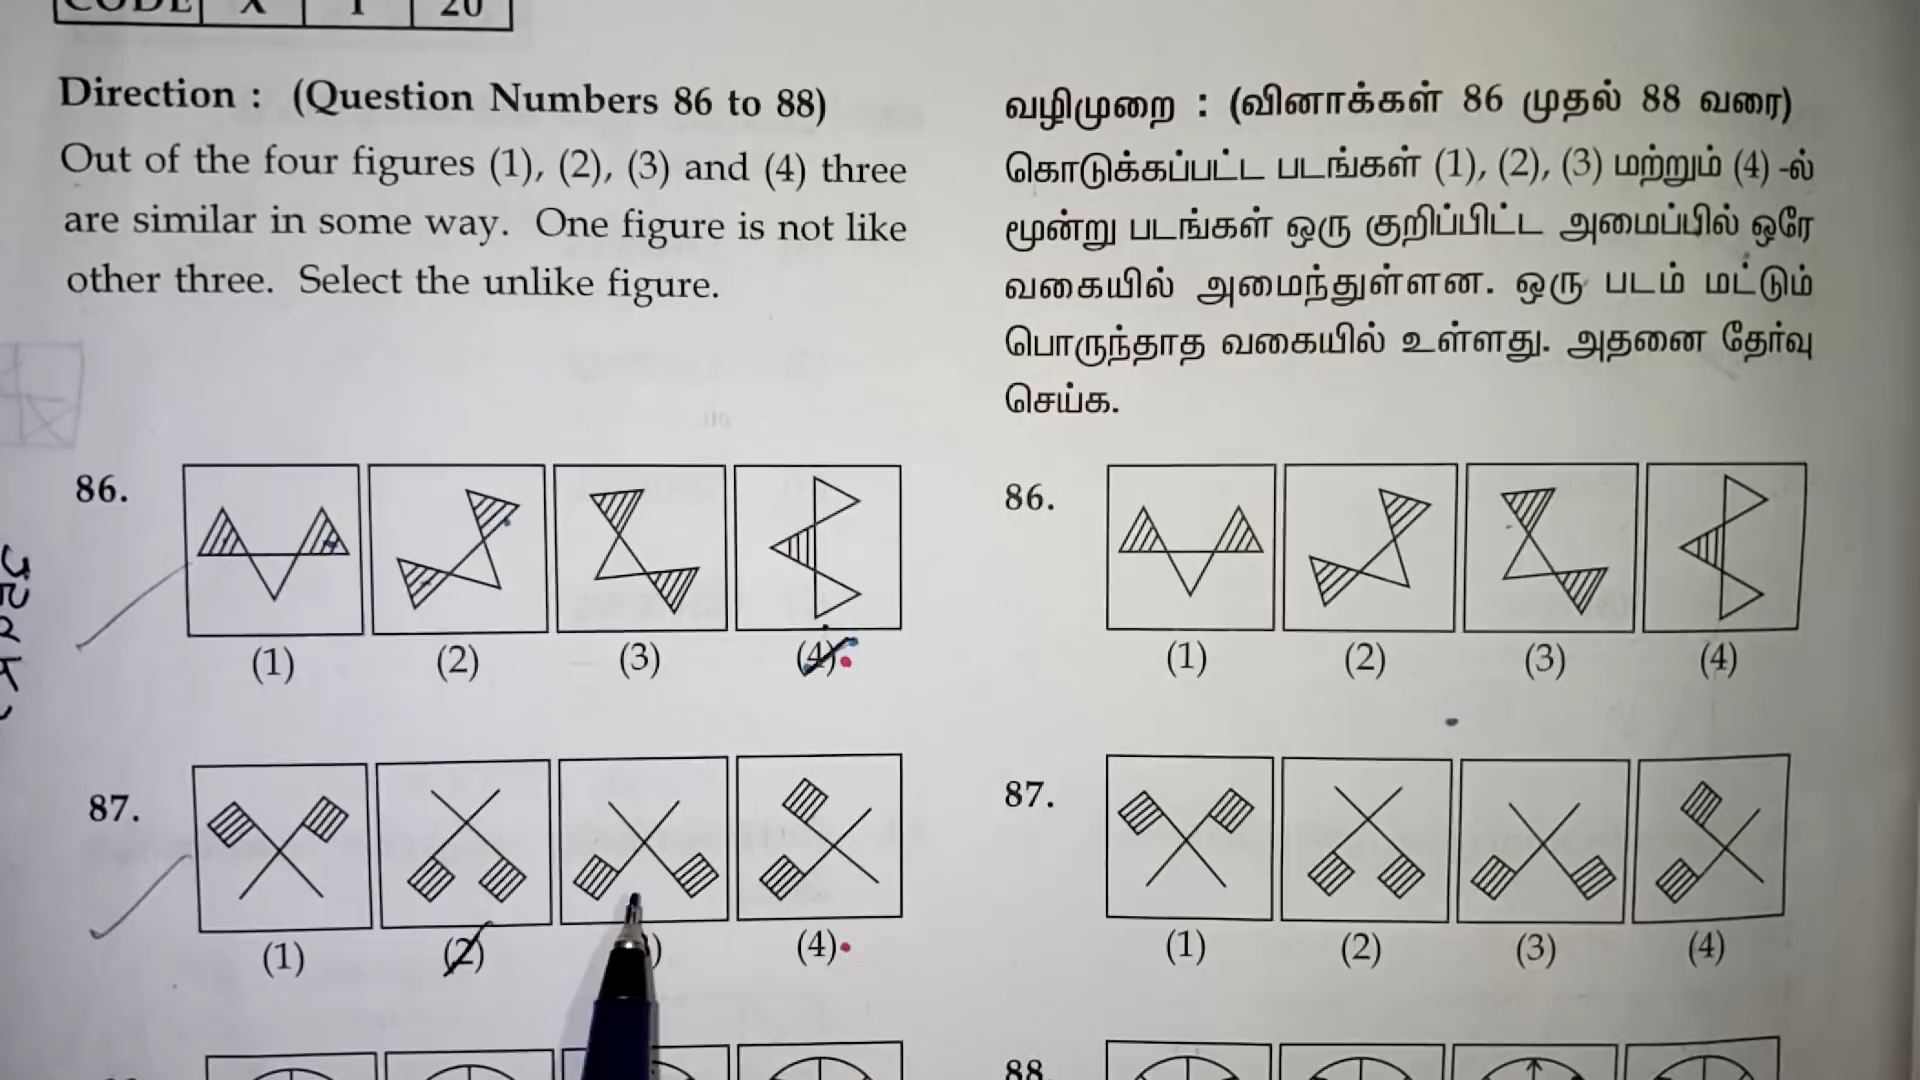 CODE X 1 20
Direction : (Question Numbers 86 to 88)
Out of the four figures (1), (2), (3) and (4) three
are similar in some way. One figure is not like
other three. Select the unlike figure.
வழிமுறை : (வினாக்கள் 86 முதல் 88 வரை)
கொடுக்கப்பட்ட படங்கள் (1), (2), (3) மற்றும் (4) -ல்
மூன்று படங்கள் ஒரு குறிப்பிட்ட அமைப்பில் ஒரே
வகையில் அமைந்துள்ளன. ஒரு படம் மட்டும்
பொருந்தாத வகையில் உள்ளது. அதனை தேர்வு
செய்க.
86.
(1) (2) (3) (4)
86.
(1) (2) (3) (4)
87.
(1) (2) (4)
87.
(1) (2) (3) (4)
88.